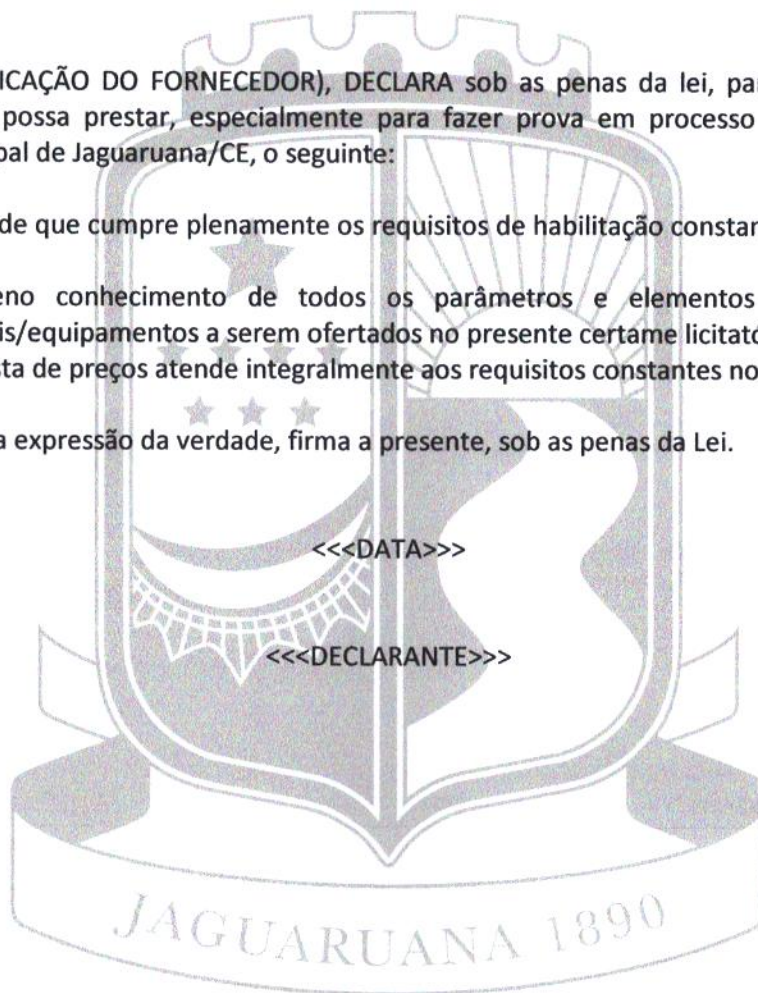 ICAÇÃO DO FORNECEDOR), DECLARA sob as penas da lei, par
possa prestar, especialmente para fazer prova em processo
pal de Jaguaruana/CE, o seguinte:
de que cumpre plenamente os requisitos de habilitação constan
eno conhecimento de todos os parâmetros e elementos
is/equipamentos a serem ofertados no presente certame licitató
sta de preços atende integralmente aos requisitos constantes no
a expressão da verdade, firma a presente, sob as penas da Lei.
<<<DATA>>>
<<<DECLARANTE>>>
JAGUARUANA 1890